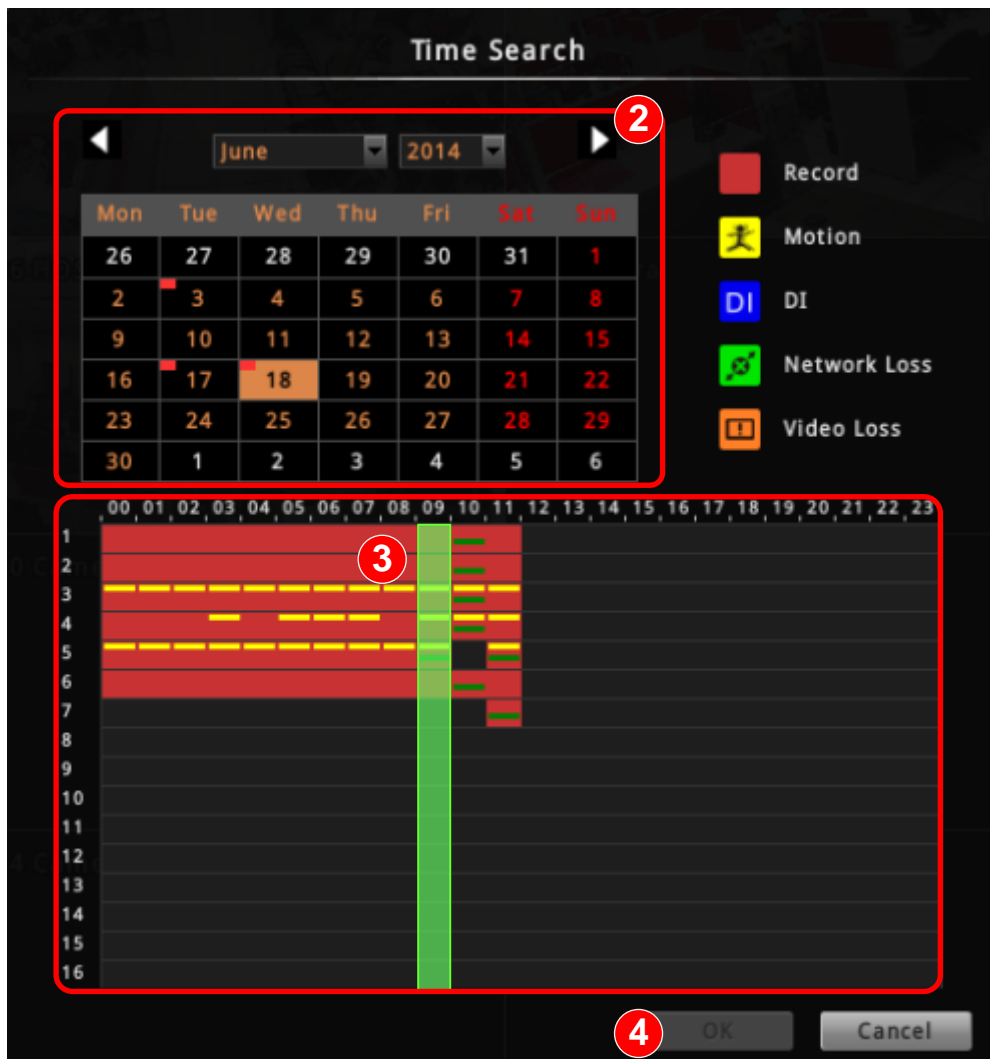 Time Search
2
June 2014
Mon Tue Wed Thu Fri Sat Sun
26 27 28 29 30 31 1
2 3 4 5 6 7 8
9 10 11 12 13 14 15
16 17 18 19 20 21 22
23 24 25 26 27 28 29
30 1 2 3 4 5 6
Record
Motion
DI DI
Network Loss
Video Loss
00 01 02 03 04 05 06 07 08 09 10 11 12 13 14 15 16 17 18 19 20 21 22 23
3
1
2
3
4
5
6
7
8
9
10
11
12
13
14
15
16
4 OK Cancel